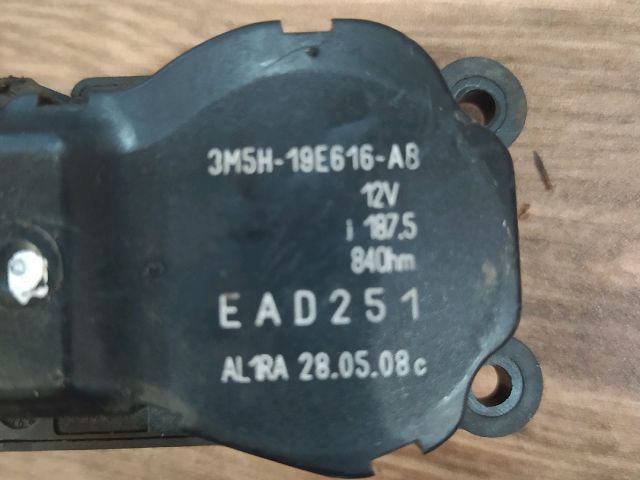 3M5H-19E616-AB
12V
i 187.5
84Ohm
EAD251
AL1RA 28.05.08c